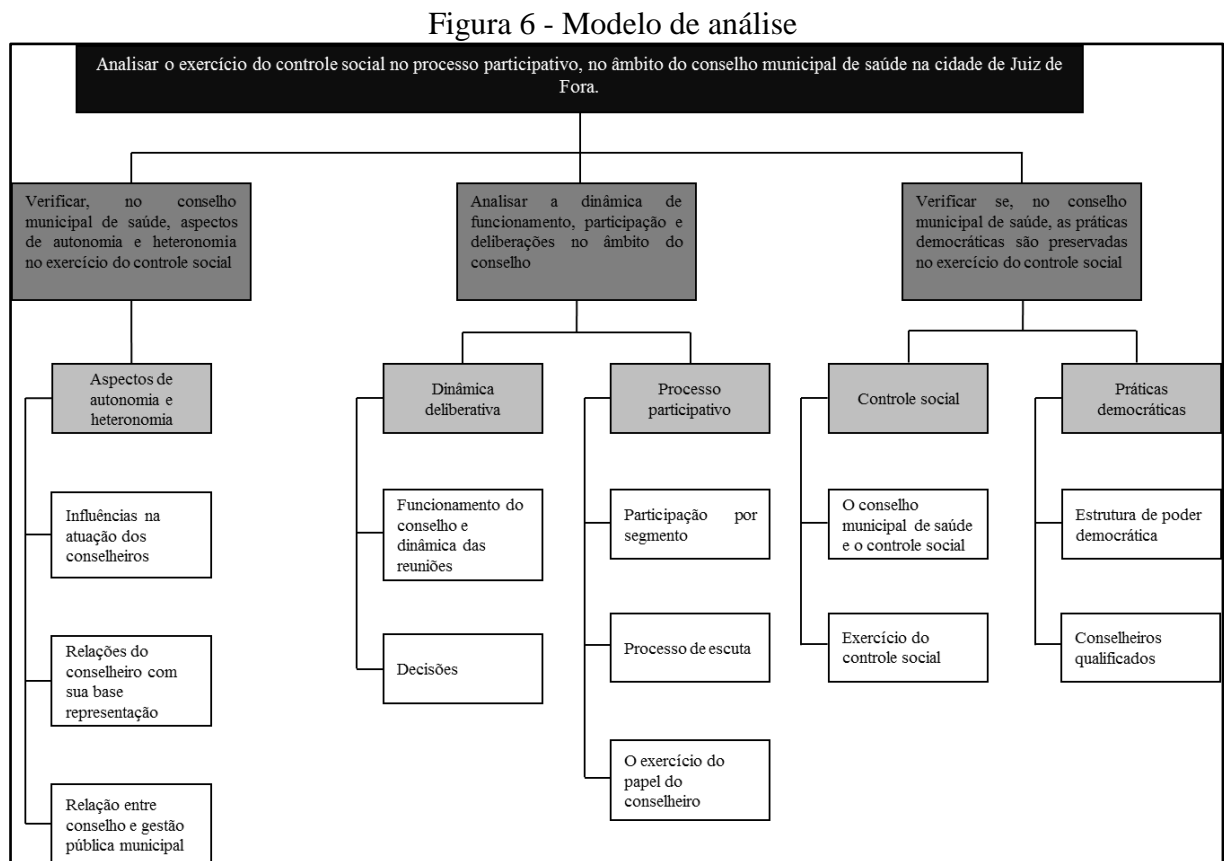 Figura 6 - Modelo de análise
Analisar o exercício do controle social no processo participativo, no âmbito do conselho municipal de saúde na cidade de Juiz de
Fora.
Verificar, no conselho
municipal de saúde, aspectos
de autonomia e heteronomia
no exercício do controle social
Analisar a dinâmica de
funcionamento, participação e
deliberações no âmbito do
conselho
Verificar se, no conselho
municipal de saúde, as práticas
democráticas são preservadas
no exercício do controle social
Aspectos de
autonomia e
heteronomia
Dinâmica
deliberativa
Processo
participativo
Controle social
Práticas
democráticas
Influências na
atuação dos
conselheiros
Funcionamento do
conselho e
dinâmica das
reuniões
Participação por
segmento
O conselho
municipal de saúde
e o controle social
Estrutura de poder
democrática
Relações do
conselheiro com
sua base
representação
Decisões
Processo de escuta
Exercício do
controle social
Conselheiros
qualificados
Relação entre
conselho e gestão
pública municipal
O exercício do
papel do
conselheiro